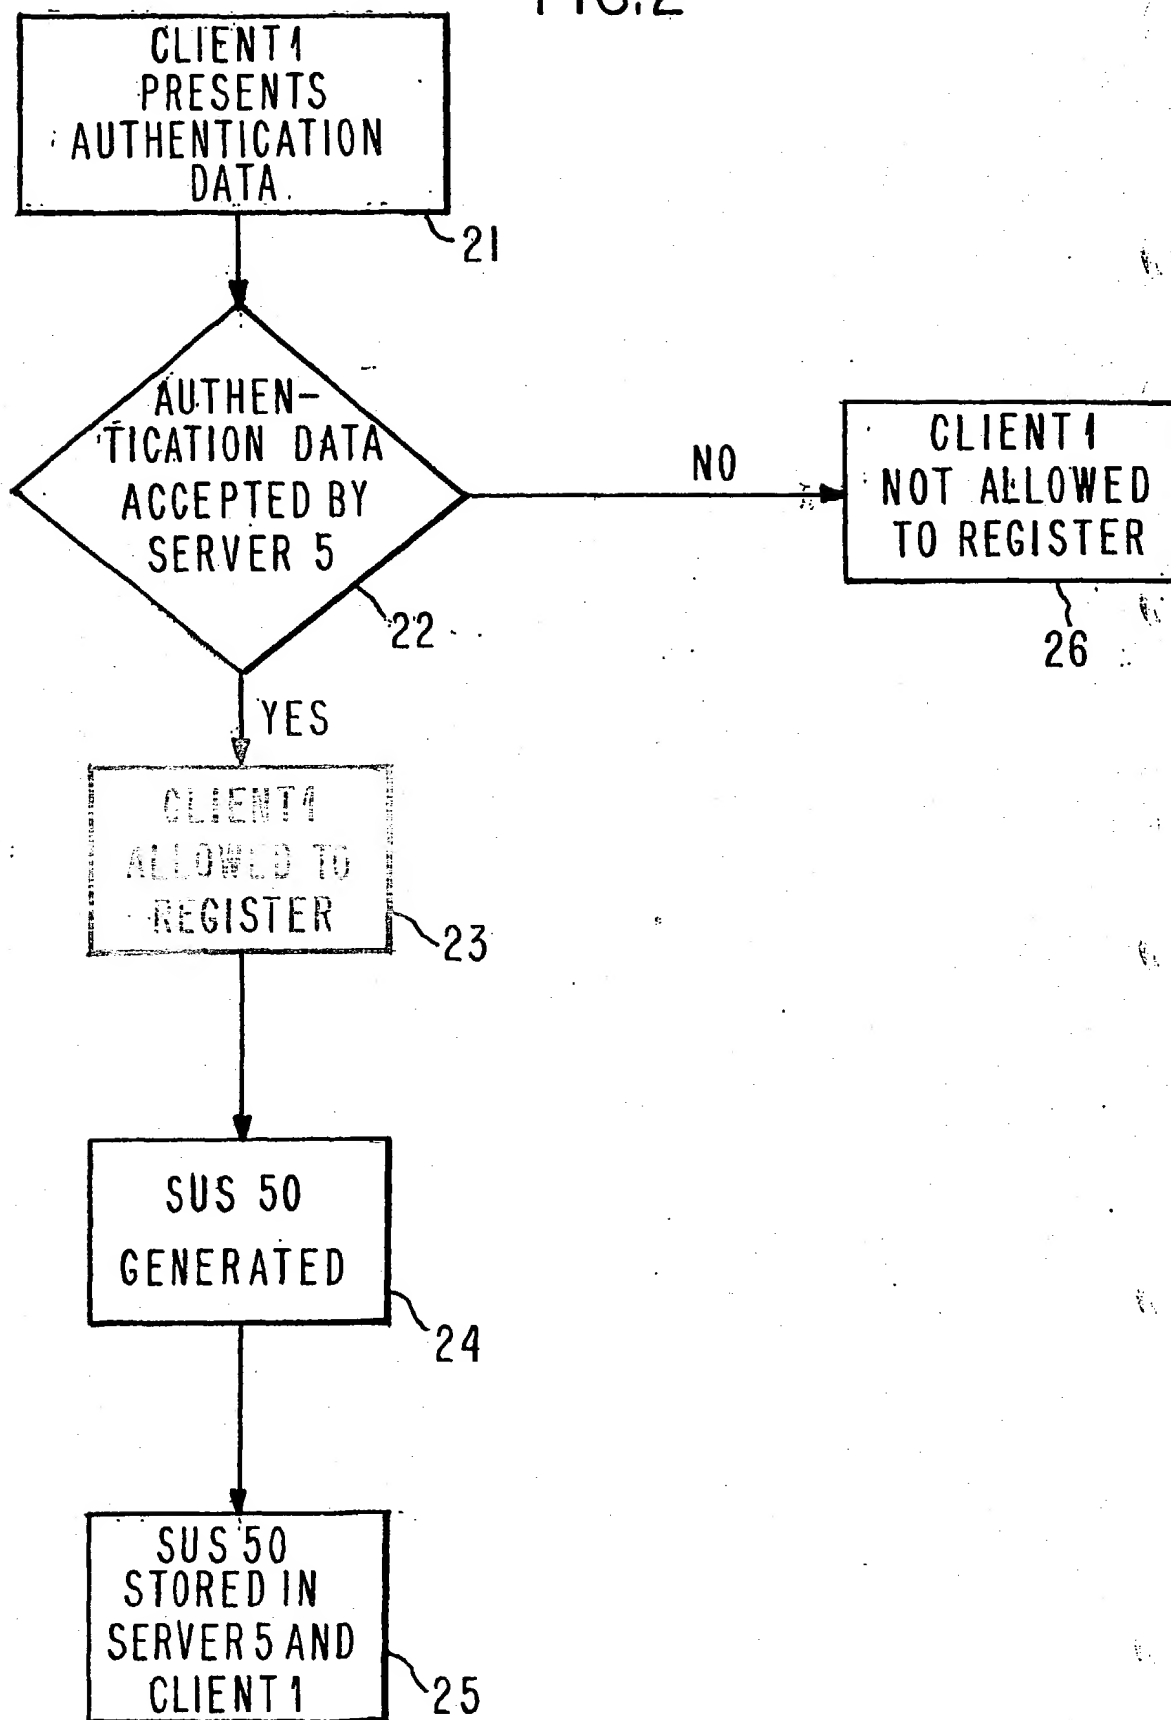 FIG.2
CLIENT 1
PRESENTS
AUTHENTICATION
DATA.
21
AUTHEN-
TICATION DATA
ACCEPTED BY
SERVER 5
22
NO
CLIENT 1
NOT ALLOWED
TO REGISTER
26
YES
CLIENT 1
ALLOWED TO
REGISTER
23
SUS 50
GENERATED
24
SUS 50
STORED IN
SERVER 5 AND
CLIENT 1
25